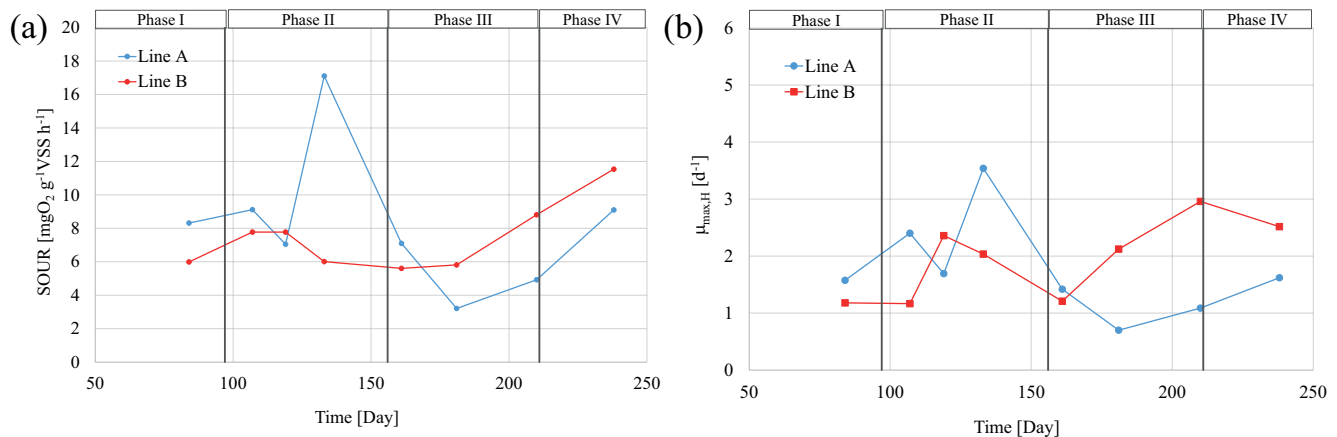 (a)
Phase I Phase II Phase III Phase IV
20
18
16
14
12
10
8
6
4
2
0
SOUR [mgO₂ g⁻¹VSS h⁻¹]
Line A
Line B
50 100 150 200 250
Time [Day]
(b)
Phase I Phase II Phase III Phase IV
6
5
4
3
2
1
0
μmax,H [d⁻¹]
Line A
Line B
50 100 150 200 250
Time [Day]